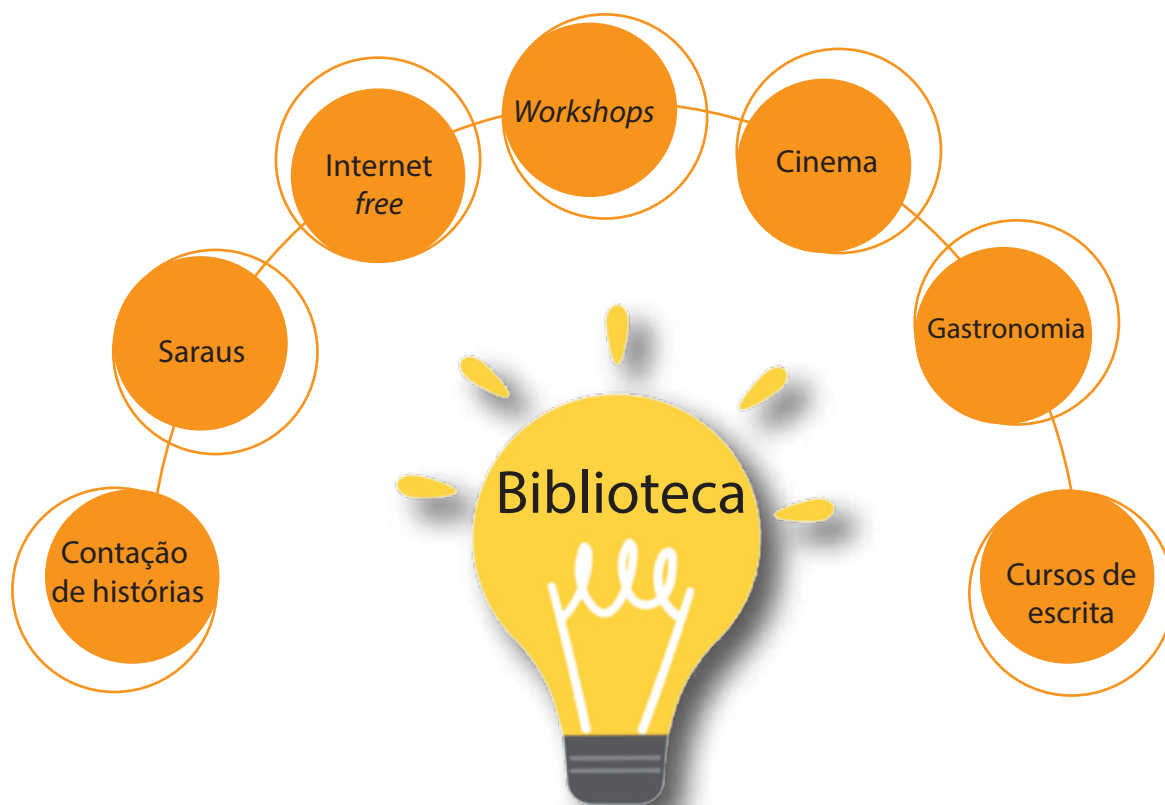 Workshops
Internet
free
Cinema
Saraus
Gastronomia
Biblioteca
Contação
de histórias
Cursos de
escrita